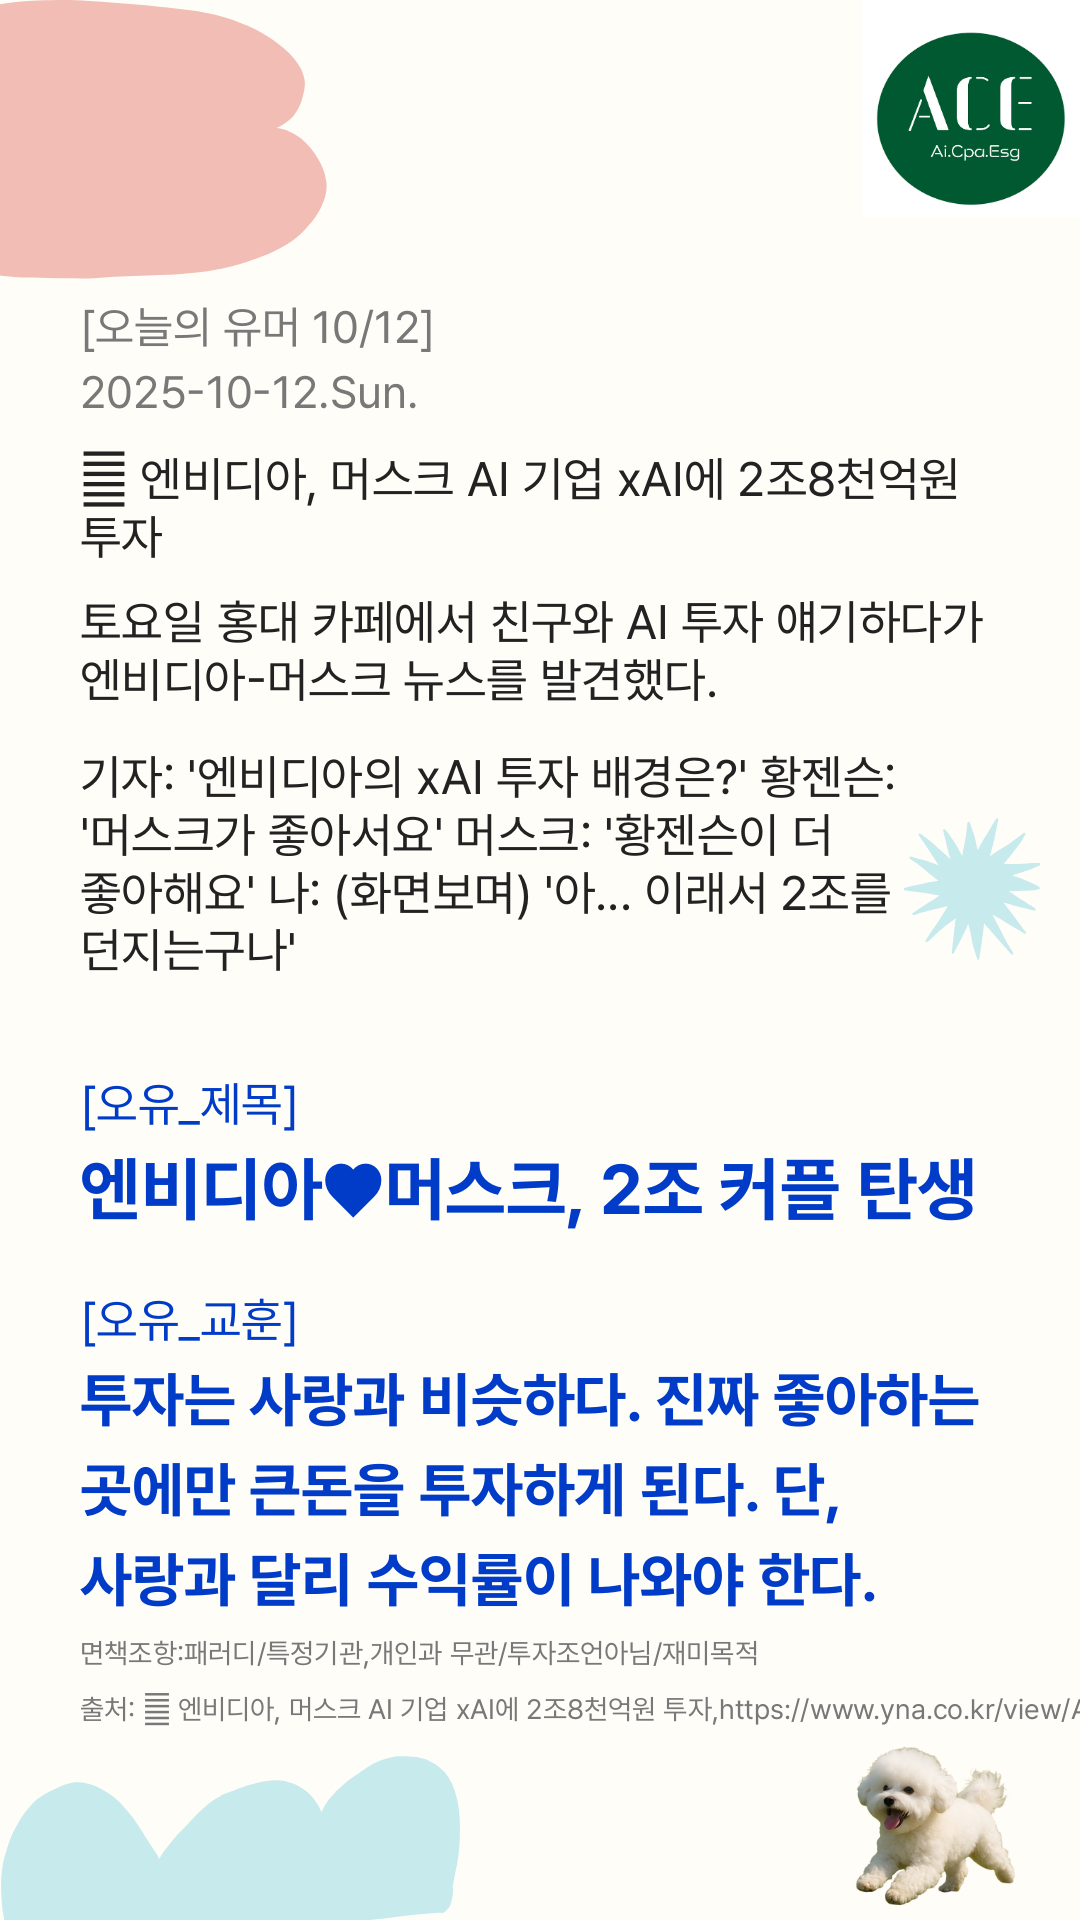 ACE
Ai.Cpa.Esg
[오늘의 유머 10/12]
2025-10-12.Sun.
엔비디아, 머스크 AI 기업 xAI에 2조8천억원
투자
토요일 홍대 카페에서 친구와 AI 투자 얘기하다가
엔비디아-머스크 뉴스를 발견했다.
기자: '엔비디아의 xAI 투자 배경은?' 황젠슨:
'머스크가 좋아서요' 머스크: '황젠슨이 더
좋아해요' 나: (화면보며) '아... 이래서 2조를
던지는구나'
[오유_제목]
엔비디아♥머스크, 2조 커플 탄생
[오유_교훈]
투자는 사랑과 비슷하다. 진짜 좋아하는
곳에만 큰돈을 투자하게 된다. 단,
사랑과 달리 수익률이 나와야 한다.
면책조항:패러디/특정기관,개인과 무관/투자조언아님/재미목적
출처: 엔비디아, 머스크 AI 기업 xAI에 2조8천억원 투자,https://www.yna.co.kr/view/A